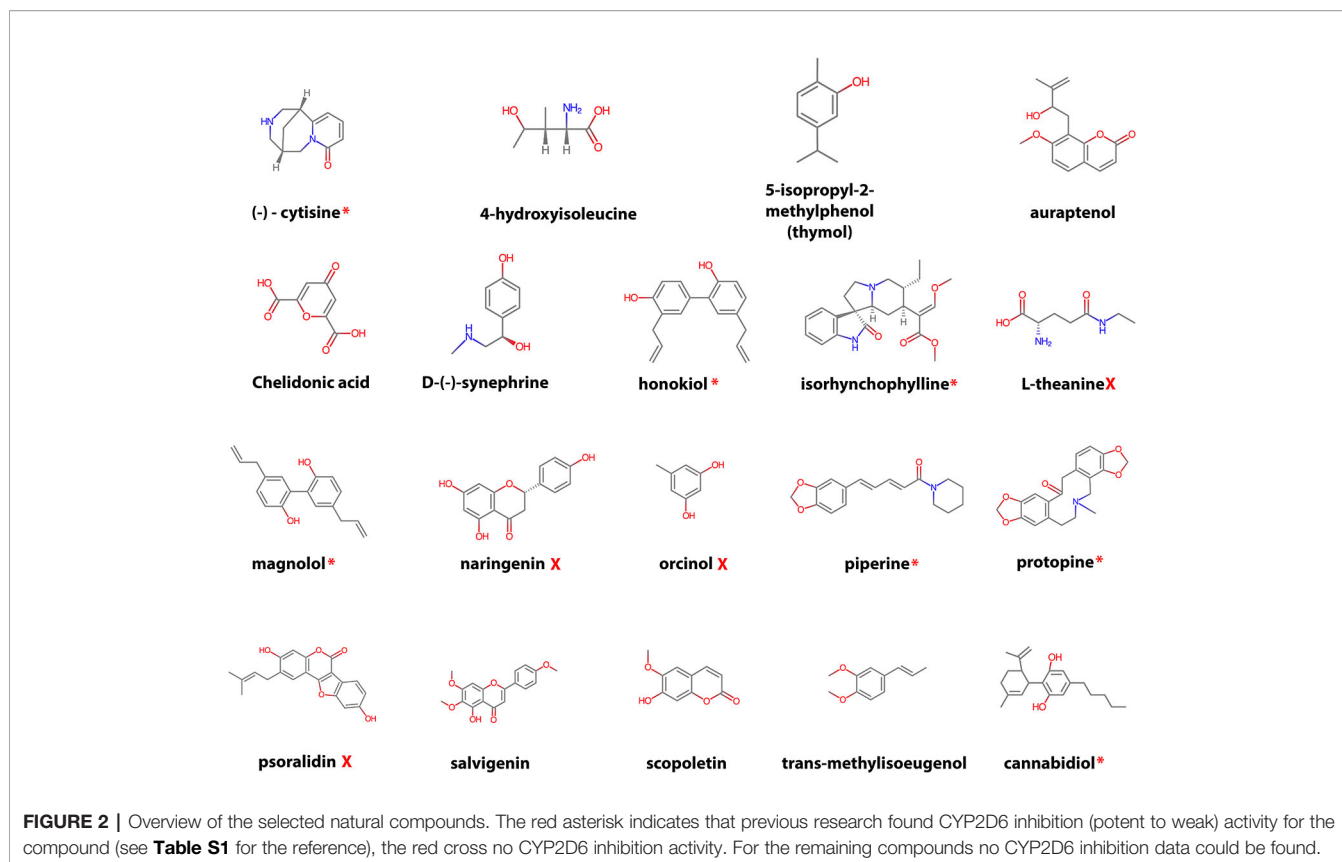 (-) - cytisine*
4-hydroxyisoleucine
5-isopropyl-2-
methylphenol
(thymol)
auraptenol
Chelidonic acid
D-(-)-synephrine
honokiol *
isorhynchophylline*
L-theanine X
magnolol *
naringenin X
orcinol X
piperine*
protopine*
psoralidin X
salvigenin
scopoletin
trans-methylisoeugenol
cannabidiol*
FIGURE 2 | Overview of the selected natural compounds. The red asterisk indicates that previous research found CYP2D6 inhibition (potent to weak) activity for the
compound (see Table S1 for the reference), the red cross no CYP2D6 inhibition activity. For the remaining compounds no CYP2D6 inhibition data could be found.